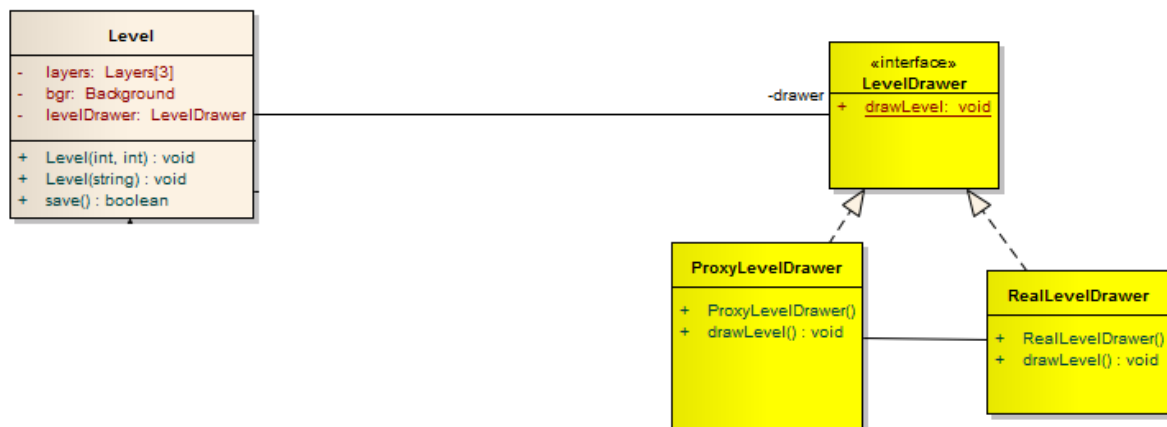 Level
- layers: Layers[3]
- bgr: Background
- levelDrawer: LevelDrawer
+ Level(int, int) : void
+ Level(string) : void
+ save() : boolean
-drawer
«interface»
LevelDrawer
+ drawLevel: void
ProxyLevelDrawer
+ ProxyLevelDrawer()
+ drawLevel() : void
RealLevelDrawer
+ RealLevelDrawer()
+ drawLevel() : void